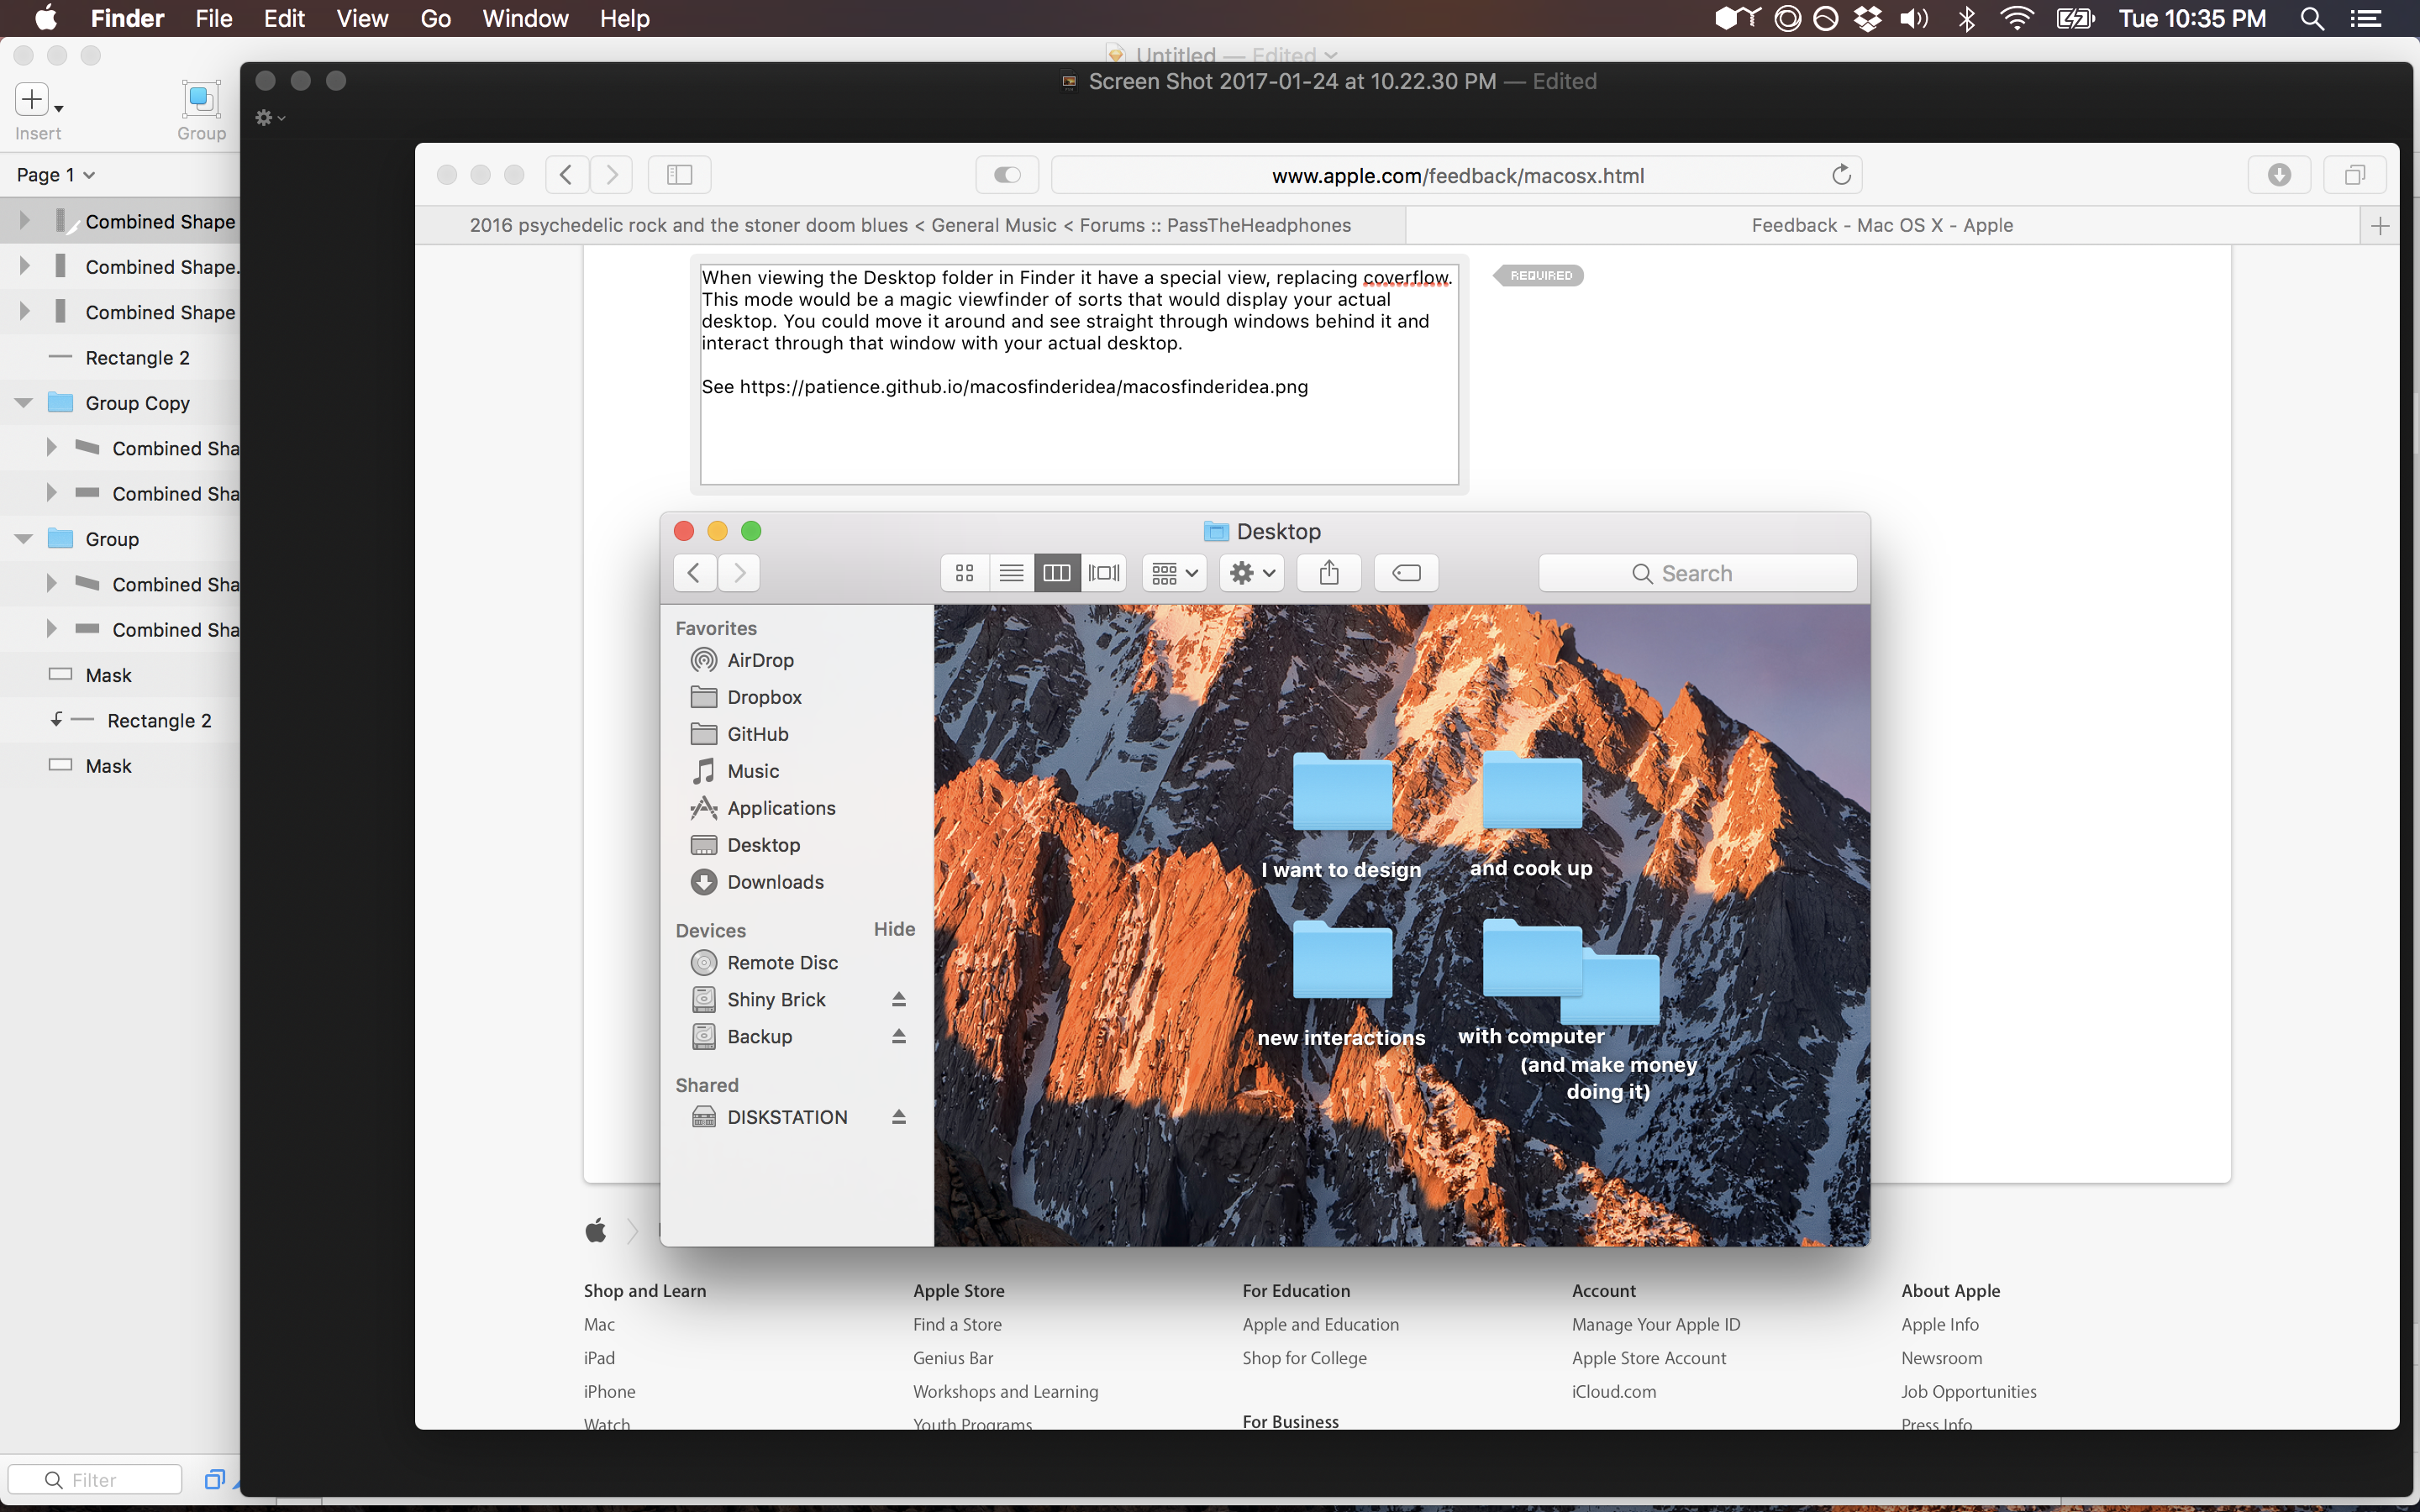 Finder File Edit View Go Window Help
Tue 10:35 PM
Untitled — Edited
Screen Shot 2017-01-24 at 10.22.30 PM — Edited
Insert
Group
Page 1
Combined Shape
Combined Shape.
Combined Shape
Rectangle 2
Group Copy
Combined Sha
Combined Sha
Group
Combined Sha
Combined Sha
Mask
Rectangle 2
Mask
Filter
www.apple.com/feedback/macosx.html
2016 psychedelic rock and the stoner doom blues < General Music < Forums :: PassTheHeadphones
Feedback - Mac OS X - Apple
When viewing the Desktop folder in Finder it have a special view, replacing coverflow.
This mode would be a magic viewfinder of sorts that would display your actual
desktop. You could move it around and see straight through windows behind it and
interact through that window with your actual desktop.
See https://patience.github.io/macosfinderidea/macosfinderidea.png
REQUIRED
Desktop
Search
Favorites
AirDrop
Dropbox
GitHub
Music
Applications
Desktop
Downloads
Devices
Hide
Remote Disc
Shiny Brick
Backup
Shared
DISKSTATION
I want to design
and cook up
new interactions
with computer
(and make money
doing it)
Shop and Learn
Mac
iPad
iPhone
Watch
Apple Store
Find a Store
Genius Bar
Workshops and Learning
Youth Programs
For Education
Apple and Education
Shop for College
For Business
Account
Manage Your Apple ID
Apple Store Account
iCloud.com
About Apple
Apple Info
Newsroom
Job Opportunities
Press Info